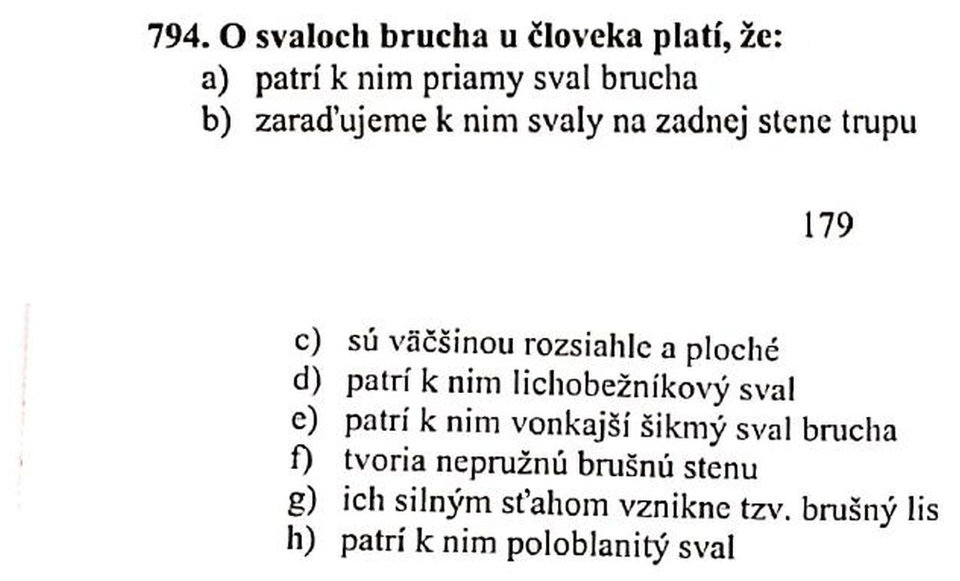 794. O svaloch brucha u človeka platí, že:
a) patrí k nim priamy sval brucha
b) zaraďujeme k nim svaly na zadnej stene trupu
179
c) sú väčšinou rozsiahle a ploché
d) patrí k nim lichobežníkový sval
e) patrí k nim vonkajší šikmý sval brucha
f) tvoria nepružnú brušnú stenu
g) ich silným sťahom vznikne tzv. brušný lis
h) patrí k nim poloblanitý sval